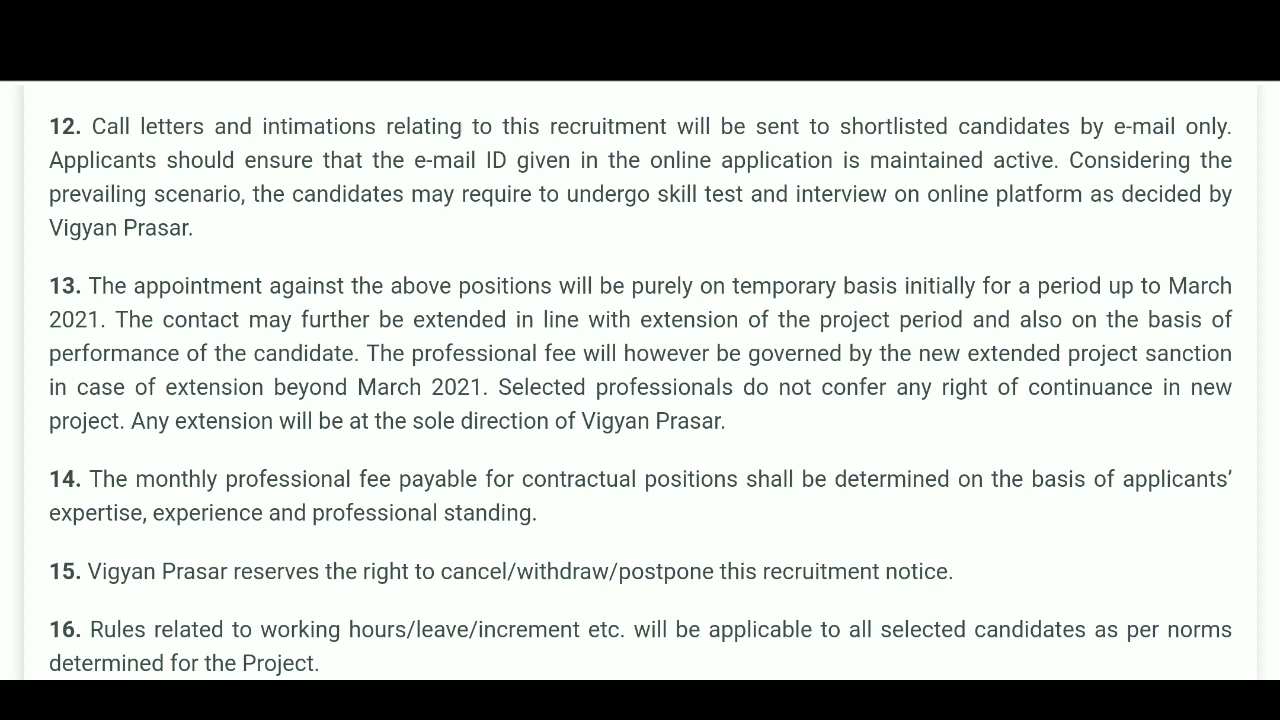 12. Call letters and intimations relating to this recruitment will be sent to shortlisted candidates by e-mail only.
Applicants should ensure that the e-mail ID given in the online application is maintained active. Considering the
prevailing scenario, the candidates may require to undergo skill test and interview on online platform as decided by
Vigyan Prasar.
13. The appointment against the above positions will be purely on temporary basis initially for a period up to March
2021. The contact may further be extended in line with extension of the project period and also on the basis of
performance of the candidate. The professional fee will however be governed by the new extended project sanction
in case of extension beyond March 2021. Selected professionals do not confer any right of continuance in new
project. Any extension will be at the sole direction of Vigyan Prasar.
14. The monthly professional fee payable for contractual positions shall be determined on the basis of applicants’
expertise, experience and professional standing.
15. Vigyan Prasar reserves the right to cancel/withdraw/postpone this recruitment notice.
16. Rules related to working hours/leave/increment etc. will be applicable to all selected candidates as per norms
determined for the Project.